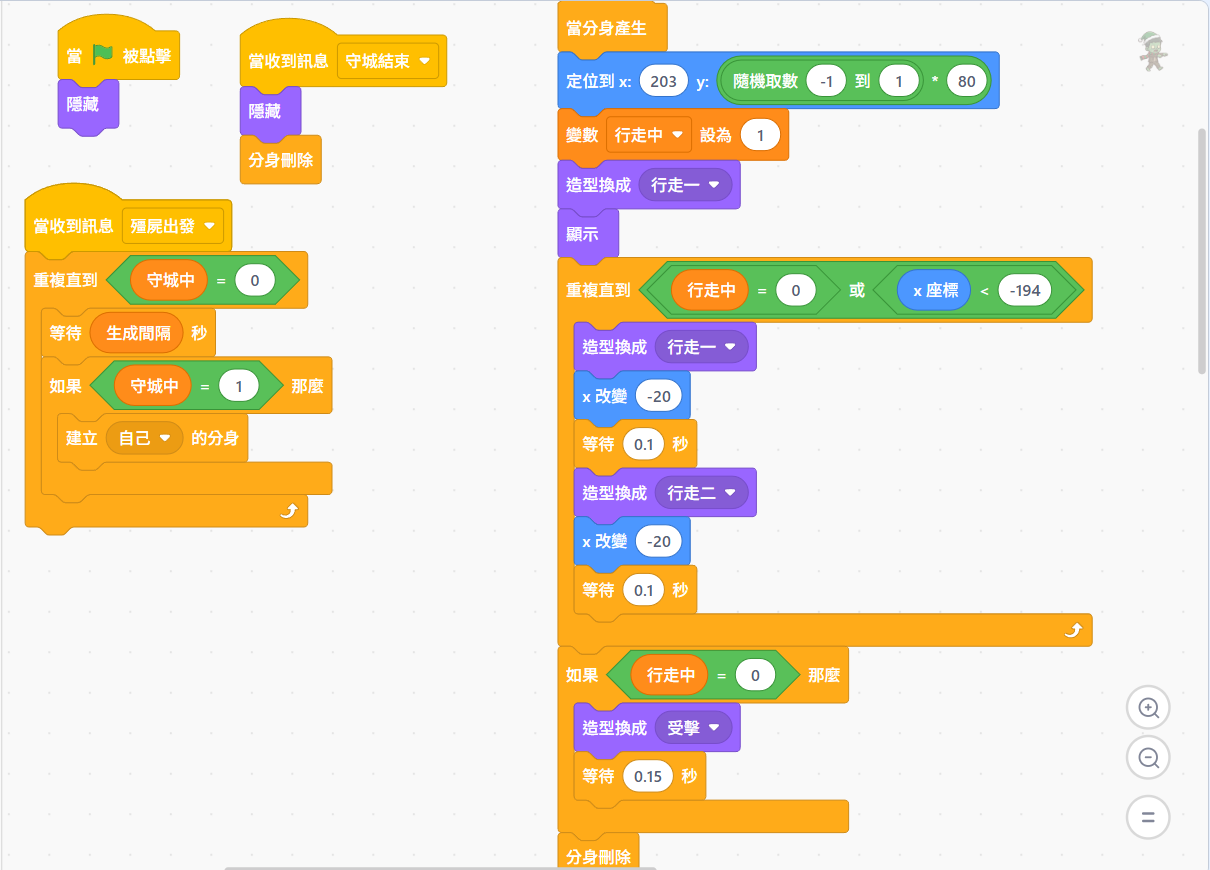 當 被點擊
隱藏
當收到訊息 守城結束
隱藏
分身刪除
當收到訊息 殭屍出發
重複直到 守城中 = 0
等待 生成間隔 秒
如果 守城中 = 1 那麼
建立 自己 的分身
當分身產生
定位到 x: 203 y: 隨機取數 -1 到 1 * 80
變數 行走中 設為 1
造型換成 行走一
顯示
重複直到 行走中 = 0 或 x 座標 < -194
造型換成 行走一
x 改變 -20
等待 0.1 秒
造型換成 行走二
x 改變 -20
等待 0.1 秒
如果 行走中 = 0 那麼
造型換成 受擊
等待 0.15 秒
分身刪除